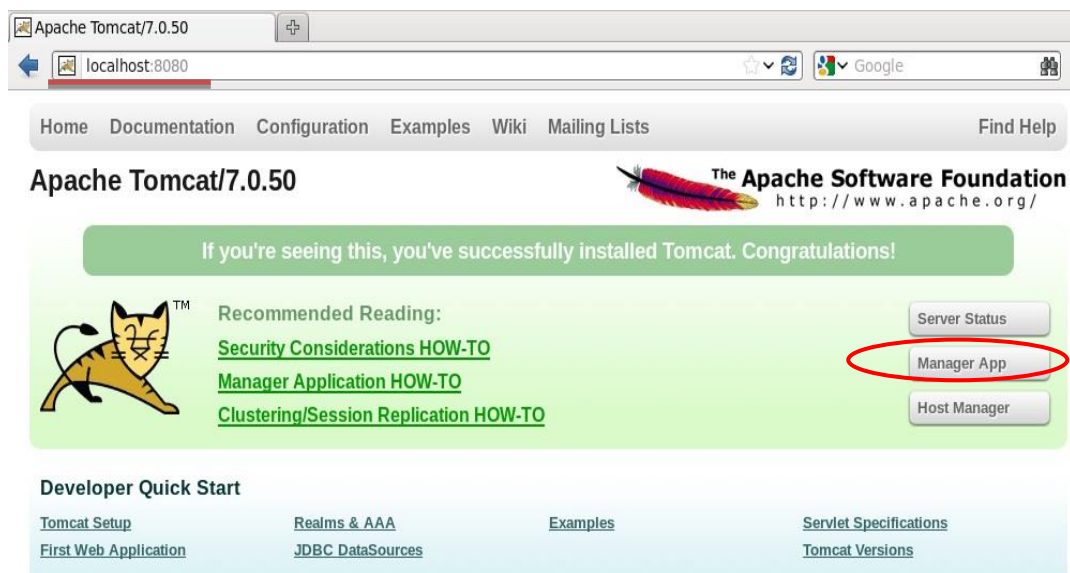 Apache Tomcat/7.0.50
localhost:8080
Google
Home Documentation Configuration Examples Wiki Mailing Lists Find Help
Apache Tomcat/7.0.50
The Apache Software Foundation
http://www.apache.org/
If you're seeing this, you've successfully installed Tomcat. Congratulations!
TM
Recommended Reading:
Security Considerations HOW-TO
Manager Application HOW-TO
Clustering/Session Replication HOW-TO
Server Status
Manager App
Host Manager
Developer Quick Start
Tomcat Setup
First Web Application
Realms & AAA
JDBC DataSources
Examples
Servlet Specifications
Tomcat Versions